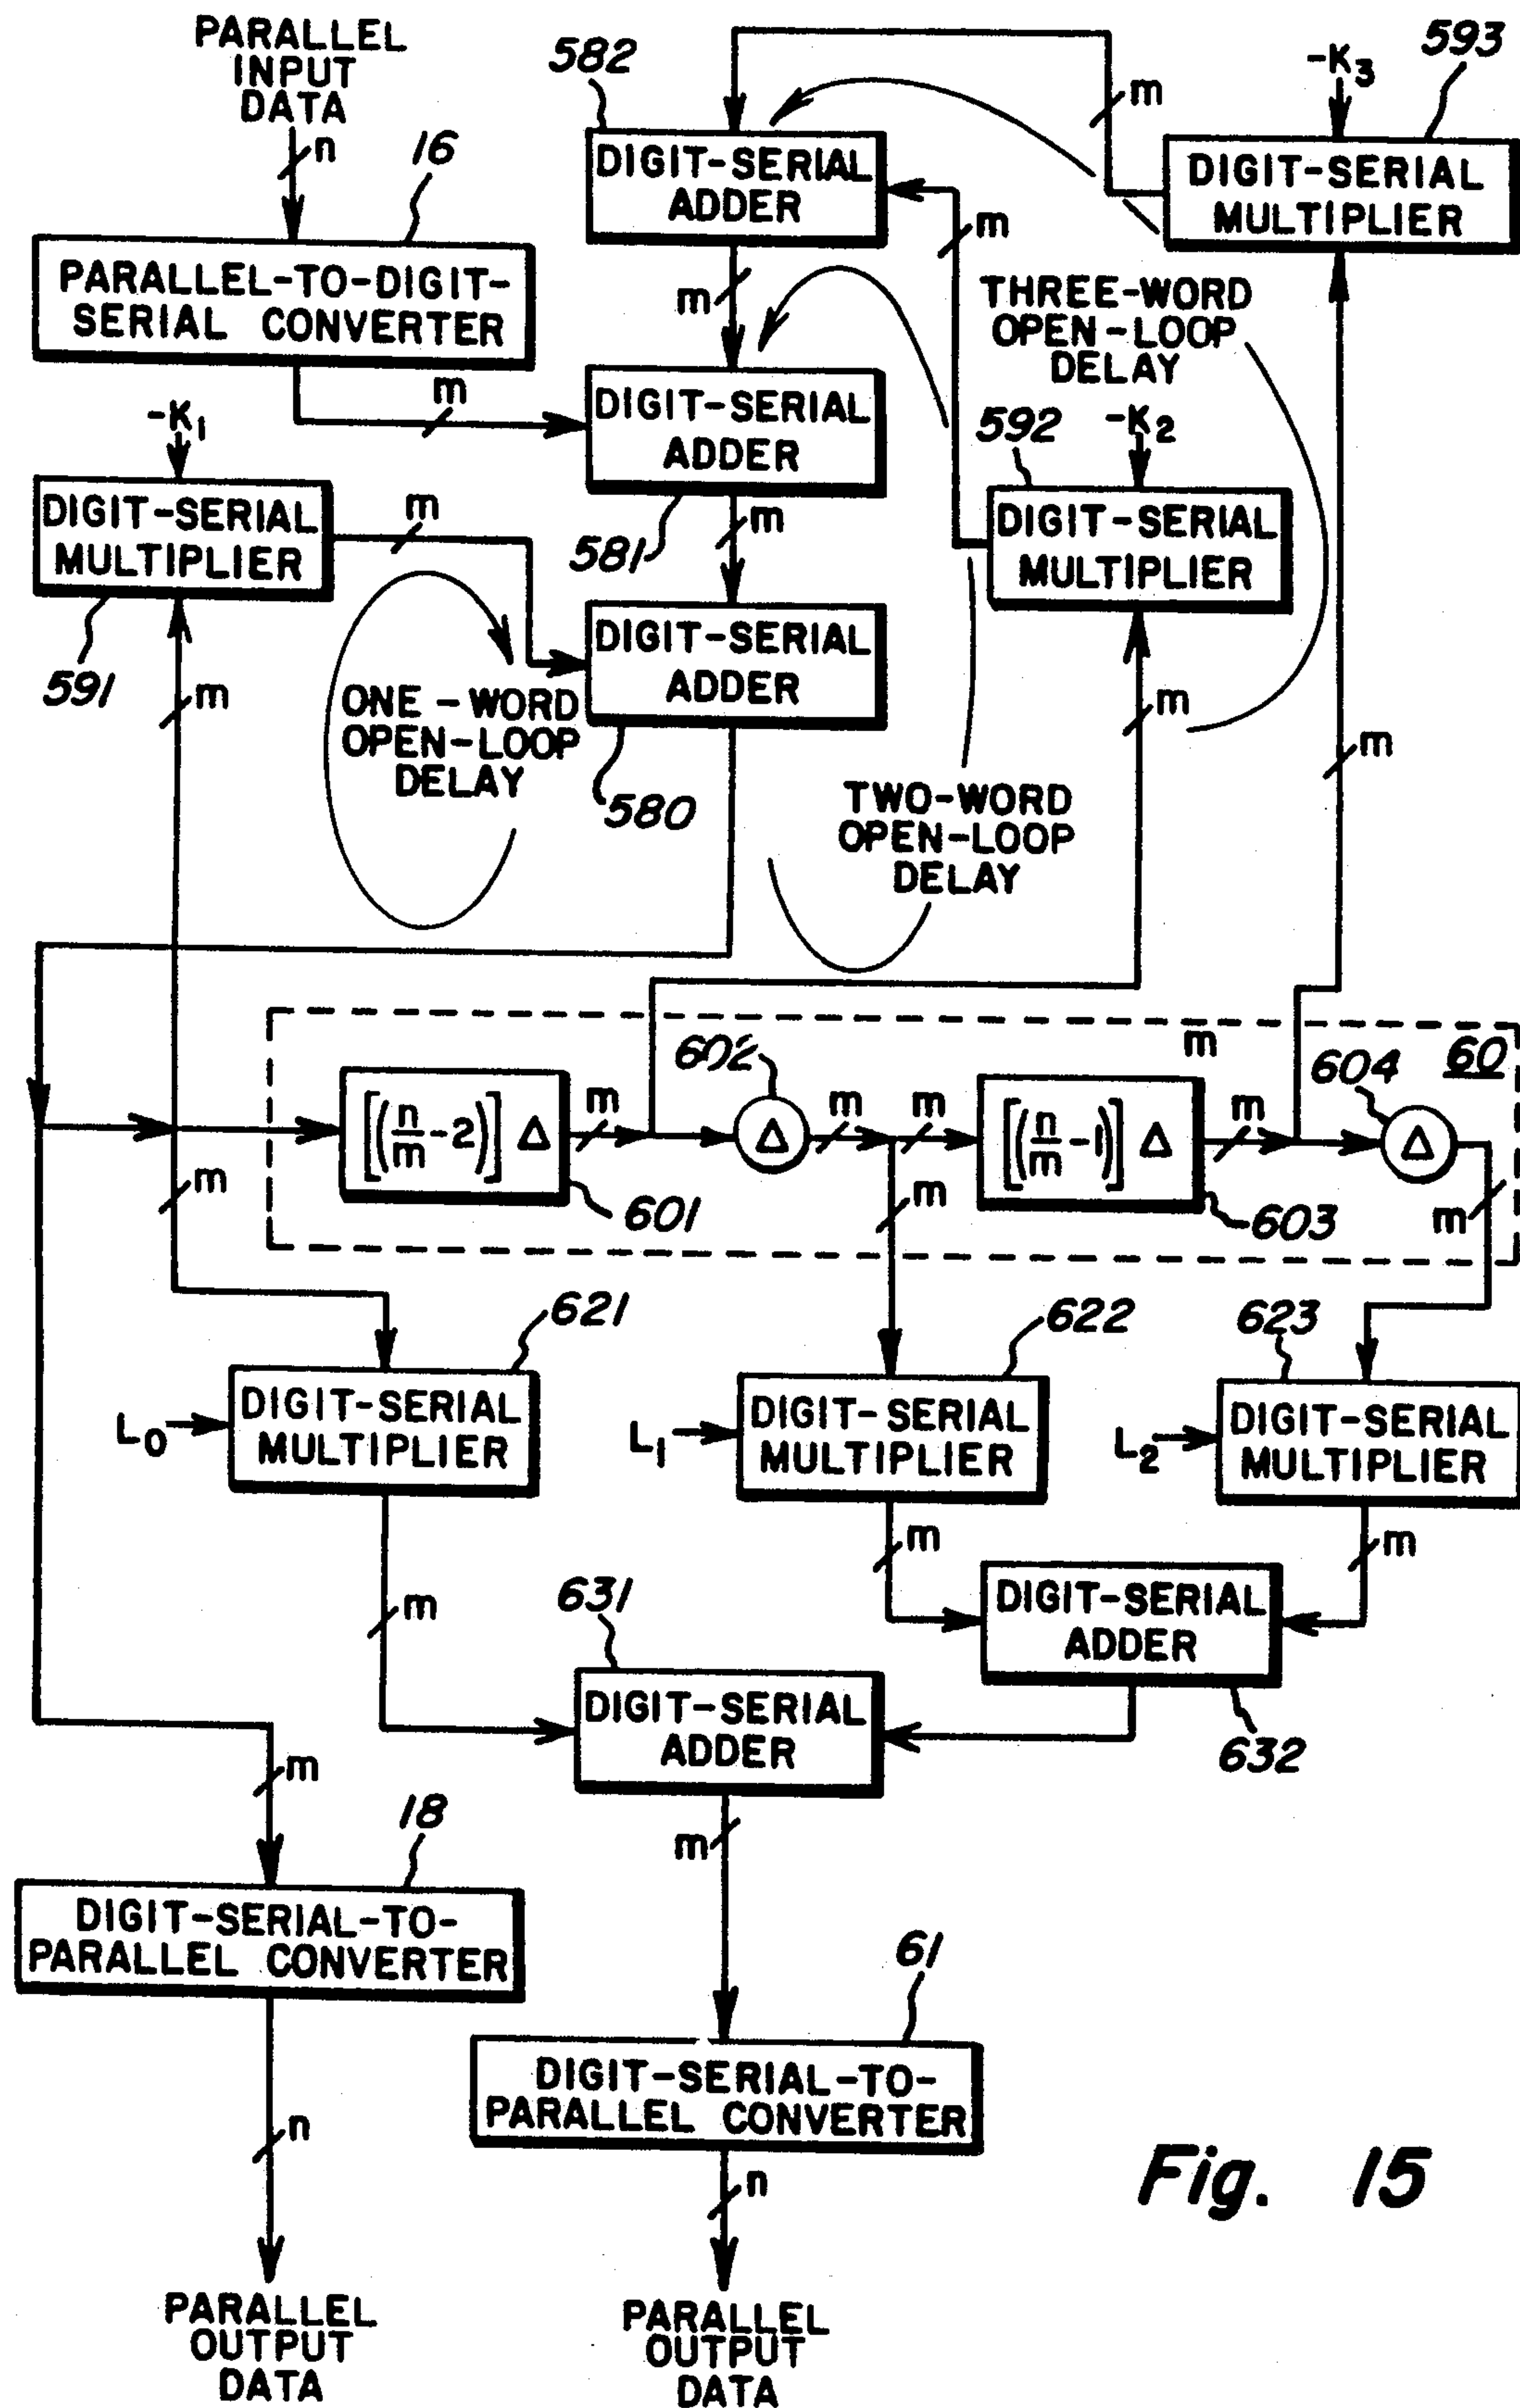 PARALLEL
INPUT
DATA
n
16
PARALLEL-TO-DIGIT-
SERIAL CONVERTER
m
-K1
DIGIT-SERIAL
MULTIPLIER
591
m
m
582
DIGIT-SERIAL
ADDER
m
m
m
-K3
593
DIGIT-SERIAL
MULTIPLIER
DIGIT-SERIAL
ADDER
581
m
THREE-WORD
OPEN-LOOP
DELAY
592
-K2
DIGIT-SERIAL
MULTIPLIER
m
m
DIGIT-SERIAL
ADDER
580
ONE-WORD
OPEN-LOOP
DELAY
TWO-WORD
OPEN-LOOP
DELAY
60
m
[(n/m -2)] Δ
601
m
602
Δ
m
m
[(n/m -1)] Δ
603
m
604
Δ
m
m
m
621
L0
DIGIT-SERIAL
MULTIPLIER
622
L1
DIGIT-SERIAL
MULTIPLIER
623
L2
DIGIT-SERIAL
MULTIPLIER
m
m
m
631
DIGIT-SERIAL
ADDER
DIGIT-SERIAL
ADDER
632
m
m
18
DIGIT-SERIAL-TO-
PARALLEL CONVERTER
n
PARALLEL
OUTPUT
DATA
61
DIGIT-SERIAL-TO-
PARALLEL CONVERTER
n
PARALLEL
OUTPUT
DATA
Fig. 15